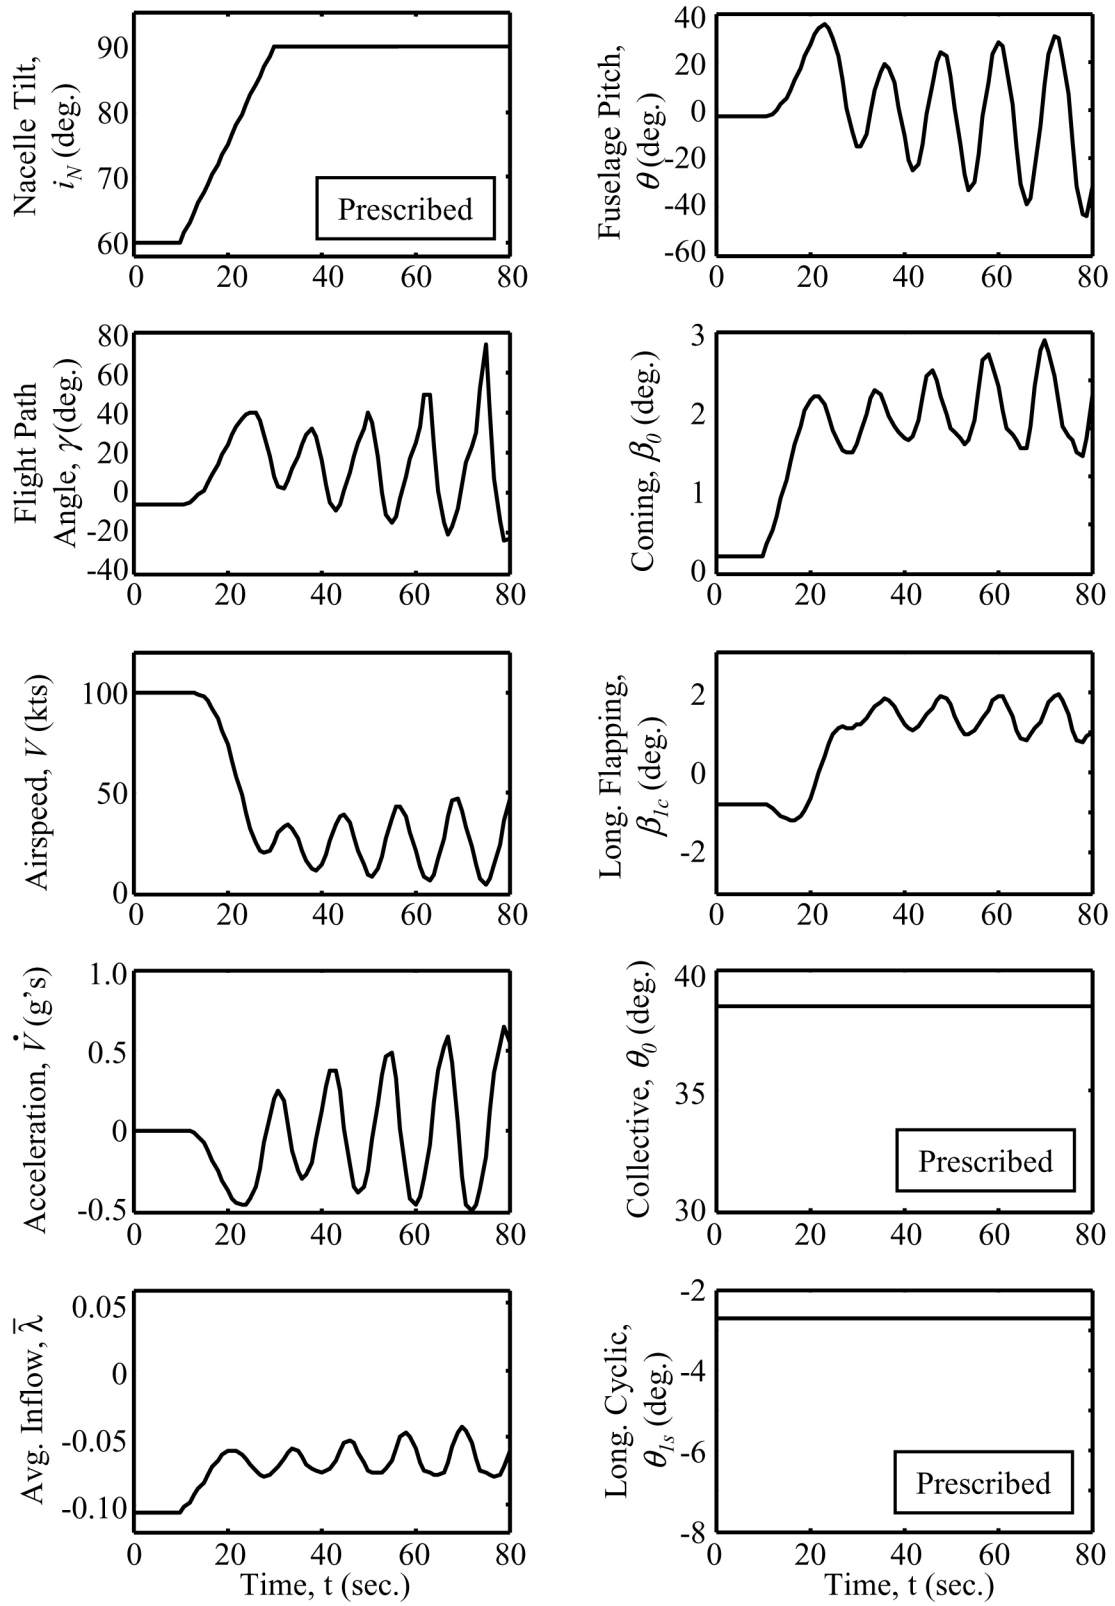 Nacelle Tilt,
i_N (deg.)
90
80
70
60
Prescribed
0 20 40 60 80
Fuselage Pitch,
θ (deg.)
40
20
0
-20
-40
-60
0 20 40 60 80
Flight Path
Angle, γ (deg.)
80
60
40
20
0
-20
-40
0 20 40 60 80
Coning, β_0 (deg.)
3
2
1
0
0 20 40 60 80
Airspeed, V (kts)
100
50
0
0 20 40 60 80
Long. Flapping,
β_1c (deg.)
2
0
-2
0 20 40 60 80
Acceleration, V̇ (g's)
1.0
0.5
0
-0.5
0 20 40 60 80
Collective, θ_0 (deg.)
40
35
30
Prescribed
0 20 40 60 80
Avg. Inflow, λ̄
0.05
0
-0.05
-0.10
0 20 40 60 80
Time, t (sec.)
Long. Cyclic,
θ_1s (deg.)
-2
-4
-6
-8
Prescribed
0 20 40 60 80
Time, t (sec.)